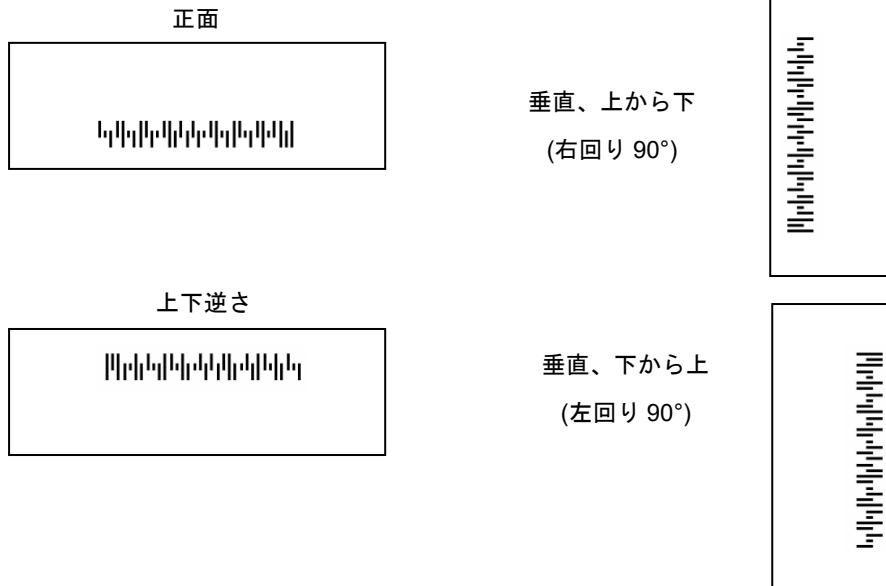 正面
垂直、上から下
(右回り 90°)
上下逆さ
垂直、下から上
(左回り 90°)